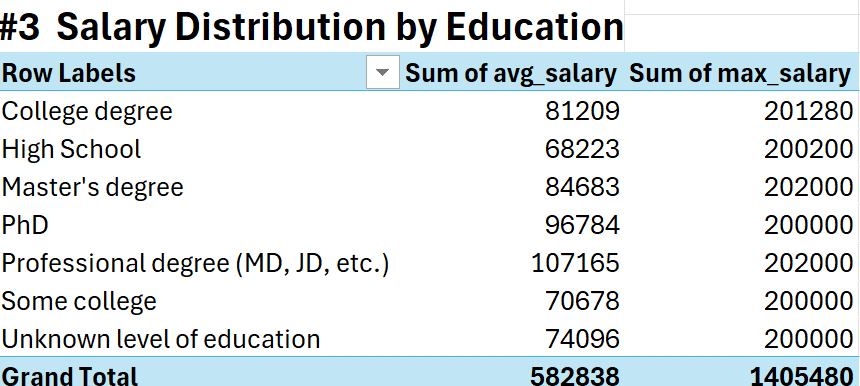 #3 Salary Distribution by Education
Row Labels Sum of avg_salary Sum of max_salary
College degree 81209 201280
High School 68223 200200
Master's degree 84683 202000
PhD 96784 200000
Professional degree (MD, JD, etc.) 107165 202000
Some college 70678 200000
Unknown level of education 74096 200000
Grand Total 582838 1405480